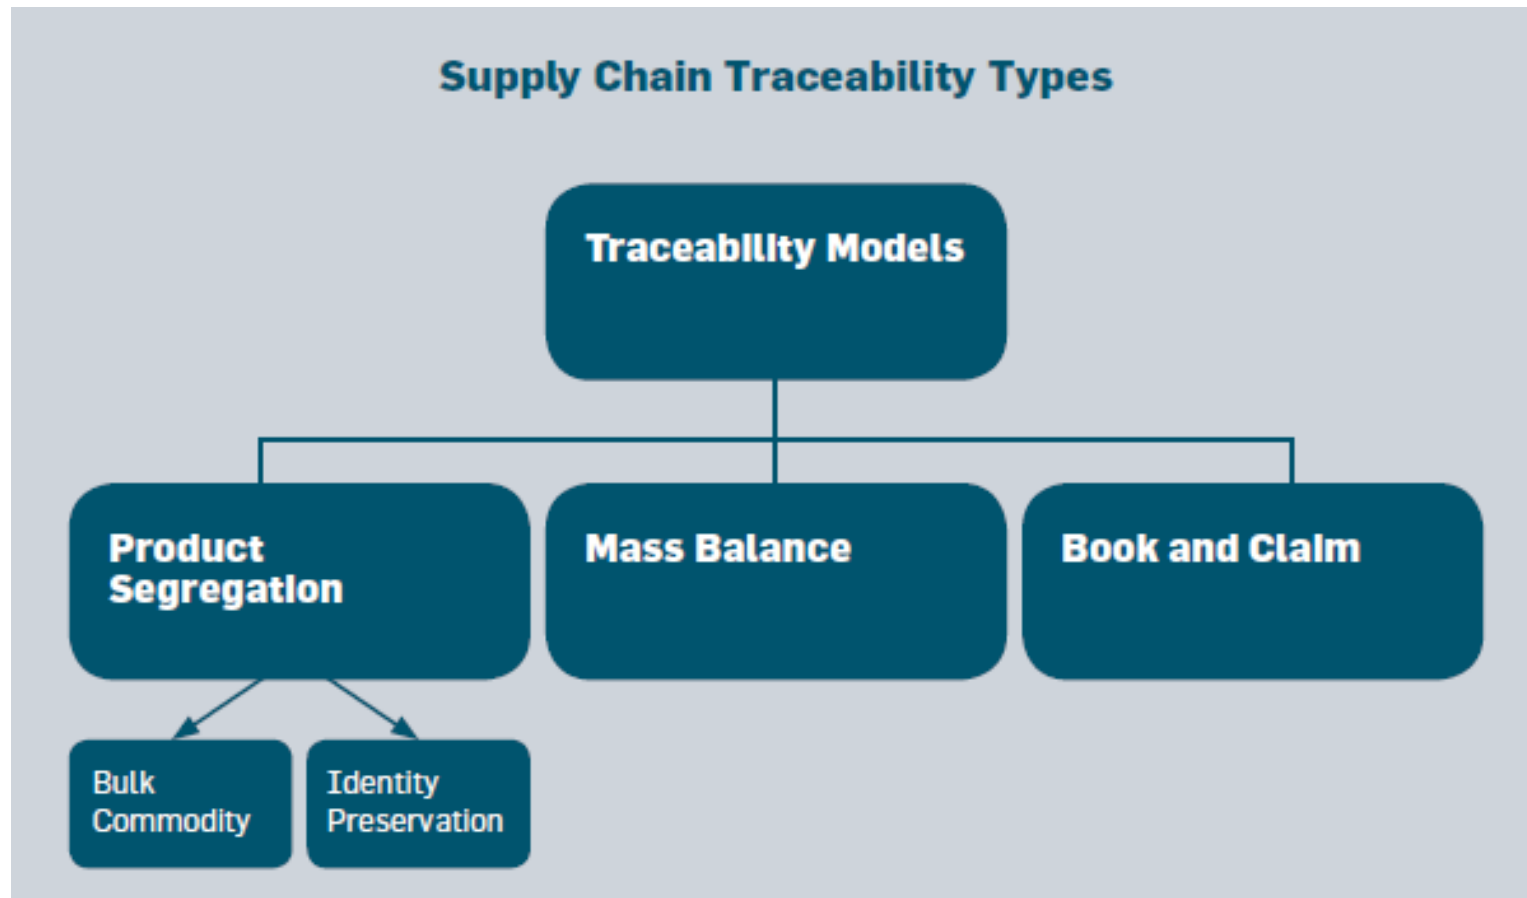 Supply Chain Traceability Types
Traceability Models
Product
Segregation
Mass Balance
Book and Claim
Bulk
Commodity
Identity
Preservation